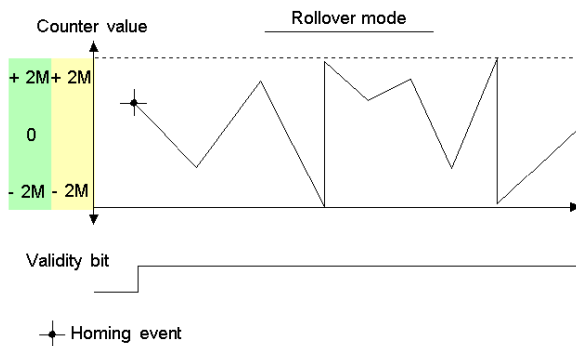 Rollover mode
Counter value
+ 2M + 2M
0
- 2M - 2M
Validity bit
Homing event